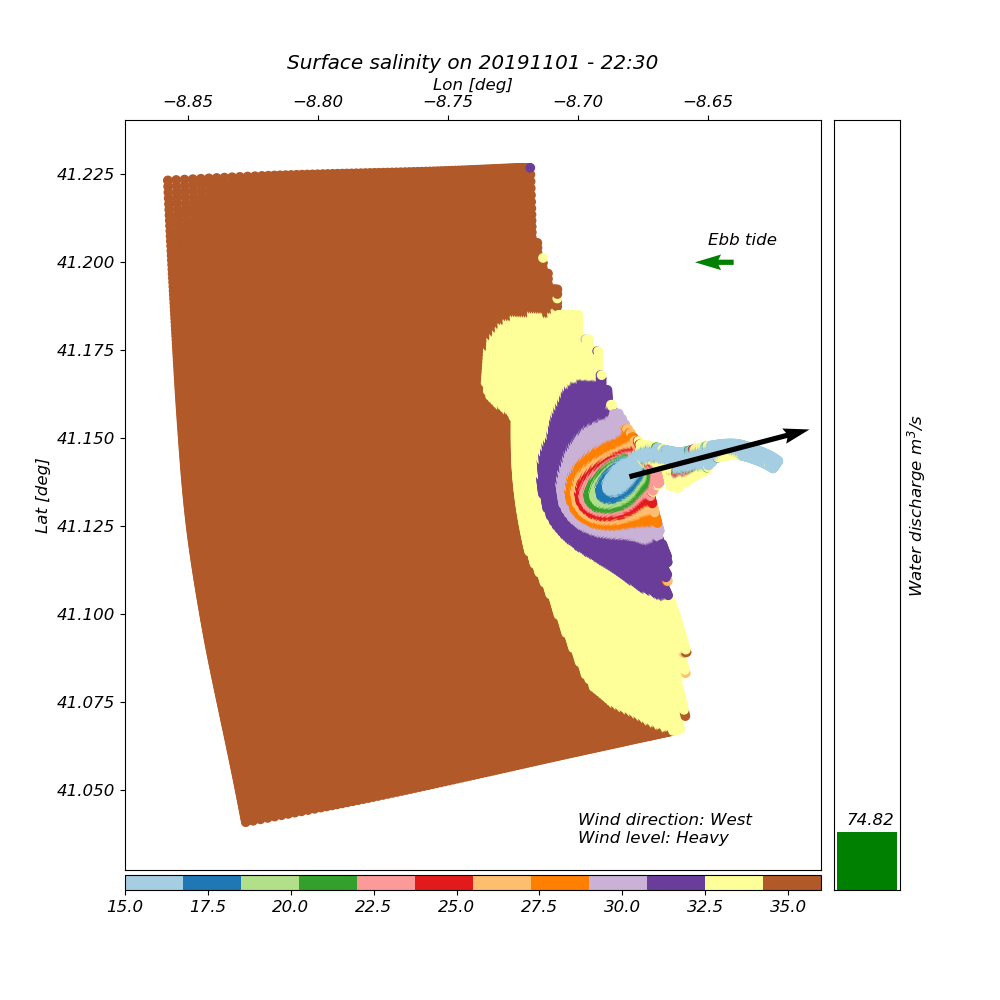 Surface salinity on 20191101 - 22:30
Lon [deg]
−8.85 −8.80 −8.75 −8.70 −8.65
41.225
41.200
41.175
41.150
41.125
41.100
41.075
41.050
Lat [deg]
Ebb tide
Wind direction: West
Wind level: Heavy
74.82
Water discharge m³/s
15.0 17.5 20.0 22.5 25.0 27.5 30.0 32.5 35.0